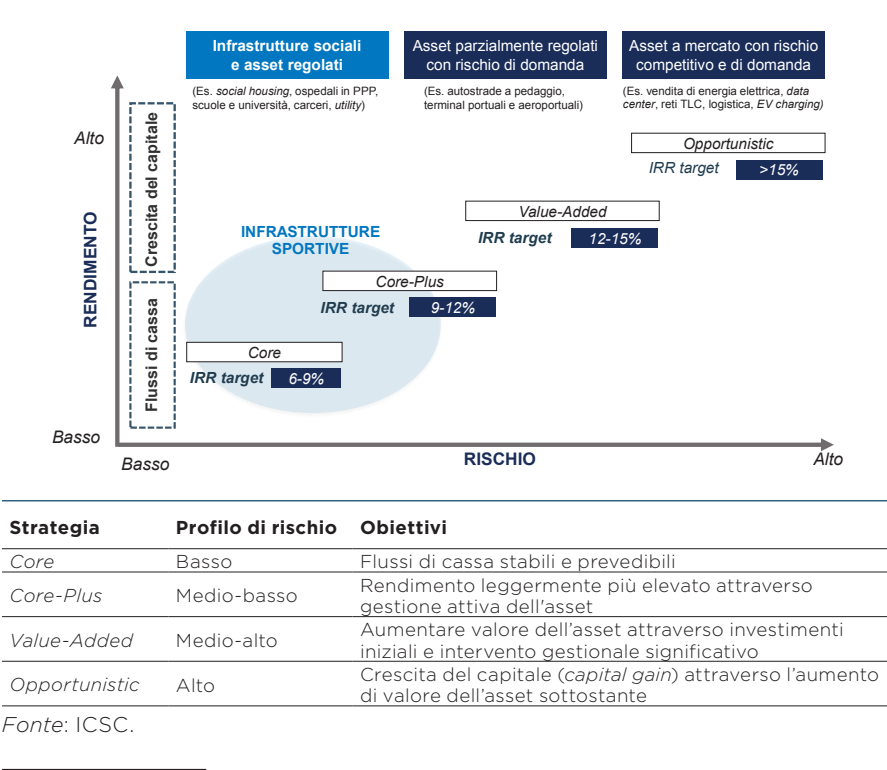 Infrastrutture sociali
e asset regolati
Asset parzialmente regolati
con rischio di domanda
Asset a mercato con rischio
competitivo e di domanda
(Es. social housing, ospedali in PPP,
scuole e università, carceri, utility)
(Es. autostrade a pedaggio,
terminal portuali e aeroportuali)
(Es. vendita di energia elettrica, data
center, reti TLC, logistica, EV charging)
Alto
RENDIMENTO
Crescita del capitale
Flussi di cassa
Opportunistic
IRR target >15%
Value-Added
IRR target 12-15%
INFRASTRUTTURE
SPORTIVE
Core-Plus
IRR target 9-12%
Core
IRR target 6-9%
Basso
Basso
RISCHIO
Alto
Strategia Profilo di rischio Obiettivi
Core Basso Flussi di cassa stabili e prevedibili
Core-Plus Medio-basso Rendimento leggermente più elevato attraverso
gestione attiva dell'asset
Value-Added Medio-alto Aumentare valore dell'asset attraverso investimenti
iniziali e intervento gestionale significativo
Opportunistic Alto Crescita del capitale (capital gain) attraverso l'aumento
di valore dell'asset sottostante
Fonte: ICSC.